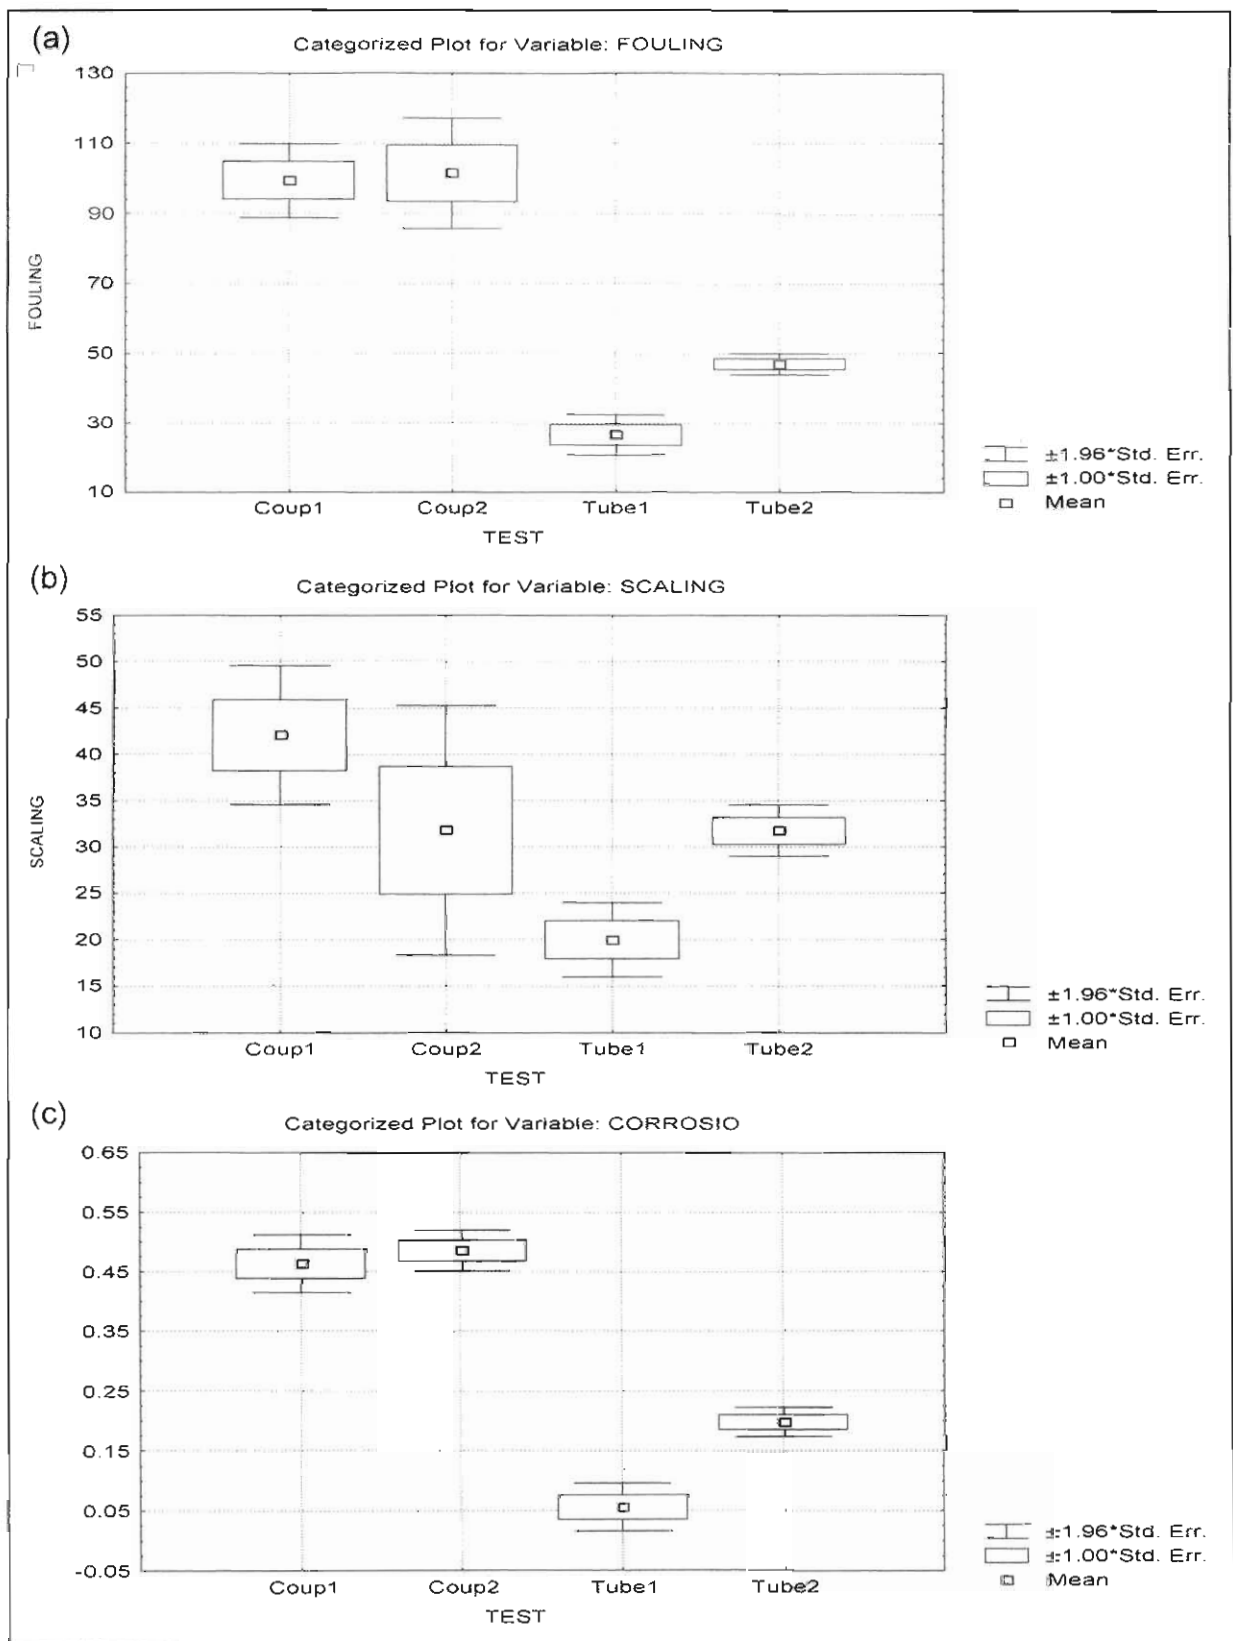 (a)
Categorized Plot for Variable: FOULING
130
110
90
70
50
30
10
FOULING
Coup1 Coup2 Tube1 Tube2
TEST
±1.96*Std. Err.
±1.00*Std. Err.
Mean
(b)
Categorized Plot for Variable: SCALING
55
50
45
40
35
30
25
20
15
10
SCALING
Coup1 Coup2 Tube1 Tube2
TEST
±1.96*Std. Err.
±1.00*Std. Err.
Mean
(c)
Categorized Plot for Variable: CORROSIO
0.65
0.55
0.45
0.35
0.25
0.15
0.05
-0.05
Coup1 Coup2 Tube1 Tube2
TEST
±1.96*Std. Err.
±1.00*Std. Err.
Mean